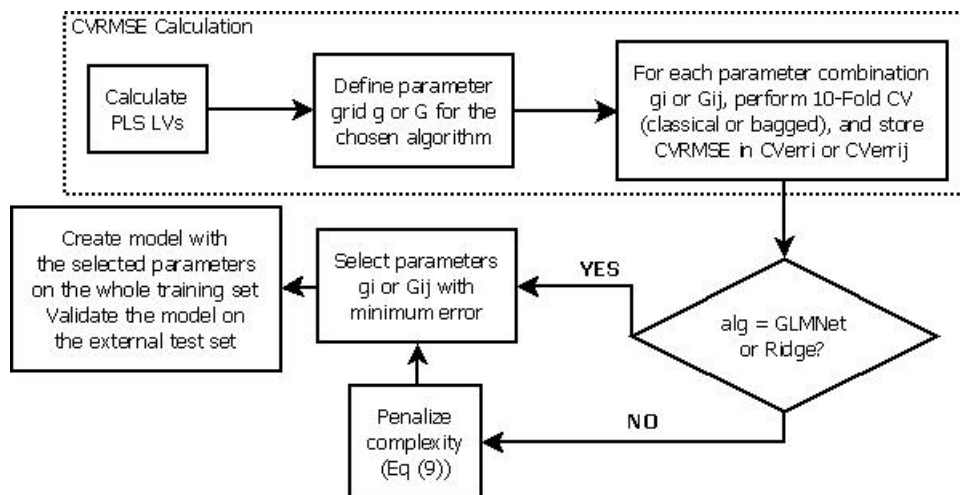 CVRMSE Calculation
Calculate
PLS LVs
Define parameter
grid g or G for the
chosen algorithm
For each parameter combination
gi or Gij, perform 10-Fold CV
(classical or bagged), and store
CVRMSE in CVerri or CVerrij
Create model with
the selected parameters
on the whole training set
Validate the model on
the external test set
Select parameters
gi or Gij with
minimum error
YES
alg = GLMNet
or Ridge?
Penalize
complexity
(Eq (9))
NO